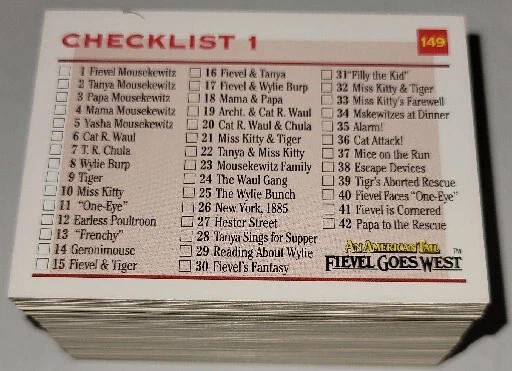 CHECKLIST 1
149
1 Fievel Mousekewitz
2 Tanya Mousekewitz
3 Papa Mousekewitz
4 Mama Mousekewitz
5 Yasha Mousekewitz
6 Cat R. Waul
7 T. R. Chula
8 Wylie Burp
9 Tiger
10 Miss Kitty
11 "One-Eye"
12 Earless Poultroon
13 "Frenchy"
14 Geronimouse
15 Fievel & Tiger
16 Fievel & Tanya
17 Fievel & Wylie Burp
18 Mama & Papa
19 Archt. & Cat R. Waul
20 Cat R. Waul & Chula
21 Miss Kitty & Tiger
22 Tanya & Miss Kitty
23 Mousekewitz Family
24 The Waul Gang
25 The Wylie Bunch
26 New York, 1885
27 Hester Street
28 Tanya Sings for Supper
29 Reading About Wylie
30 Fievel's Fantasy
31 "Filly the Kid"
32 Miss Kitty & Tiger
33 Miss Kitty's Farewell
34 Mskewitzes at Dinner
35 Alarm!
36 Cat Attack!
37 Mice on the Run
38 Escape Devices
39 Tigr's Aborted Rescue
40 Fievel Faces "One-Eye"
41 Fievel is Cornered
42 Papa to the Rescue
AN AMERICAN TAIL
FIEVEL GOES WEST™